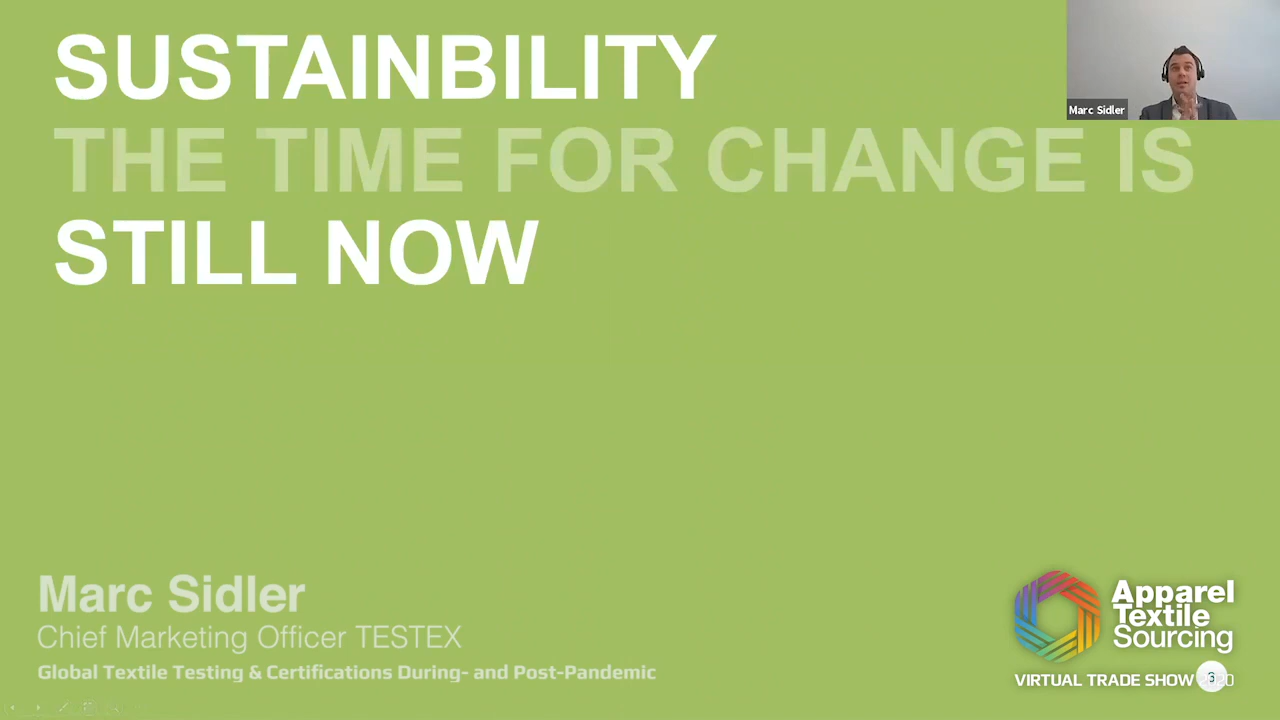 SUSTAINBILITY
Marc Sidler
THE TIME FOR CHANGE IS
STILL NOW
Marc Sidler
Chief Marketing Officer TESTEX
Global Textile Testing & Certifications During- and Post-Pandemic
Apparel
Textile
Sourcing
VIRTUAL TRADE SHOW 2020